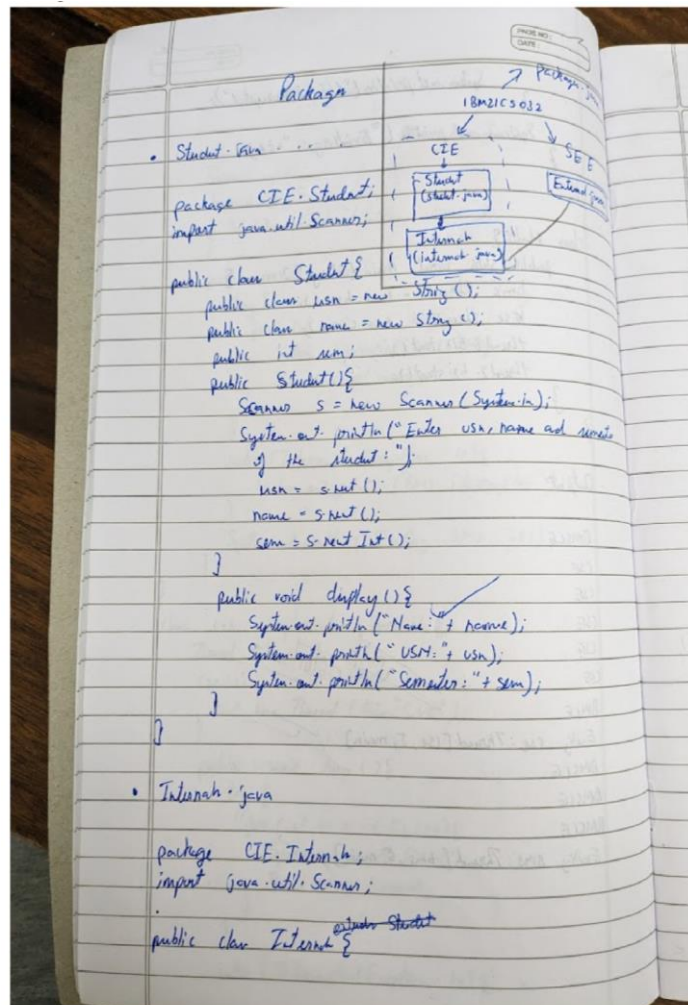 PAGE NO:
DATE:
Package
package.java
1BM21CS032
CIE
SEE
Student
(student.java)
External.java
Internals
(internals.java)
• Student.java
package CIE.Student;
import java.util.Scanner;
public class Student{
public class usn = new String();
public class name = new String();
public int sem;
public Student(){
Scanner s = new Scanner(System.in);
System.out.println("Enter usn, name ad semester
of the student:");
usn = s.next();
name = s.next();
sem = s.nextInt();
}
public void display(){
System.out.println("Name: + name);
System.out.println("USN:"+ usn);
System.out.println("Semester:"+ sem);
}
}
• Internals.java
package CIE.Internals;
import java.util.Scanner;
extends Student
public class Internals {